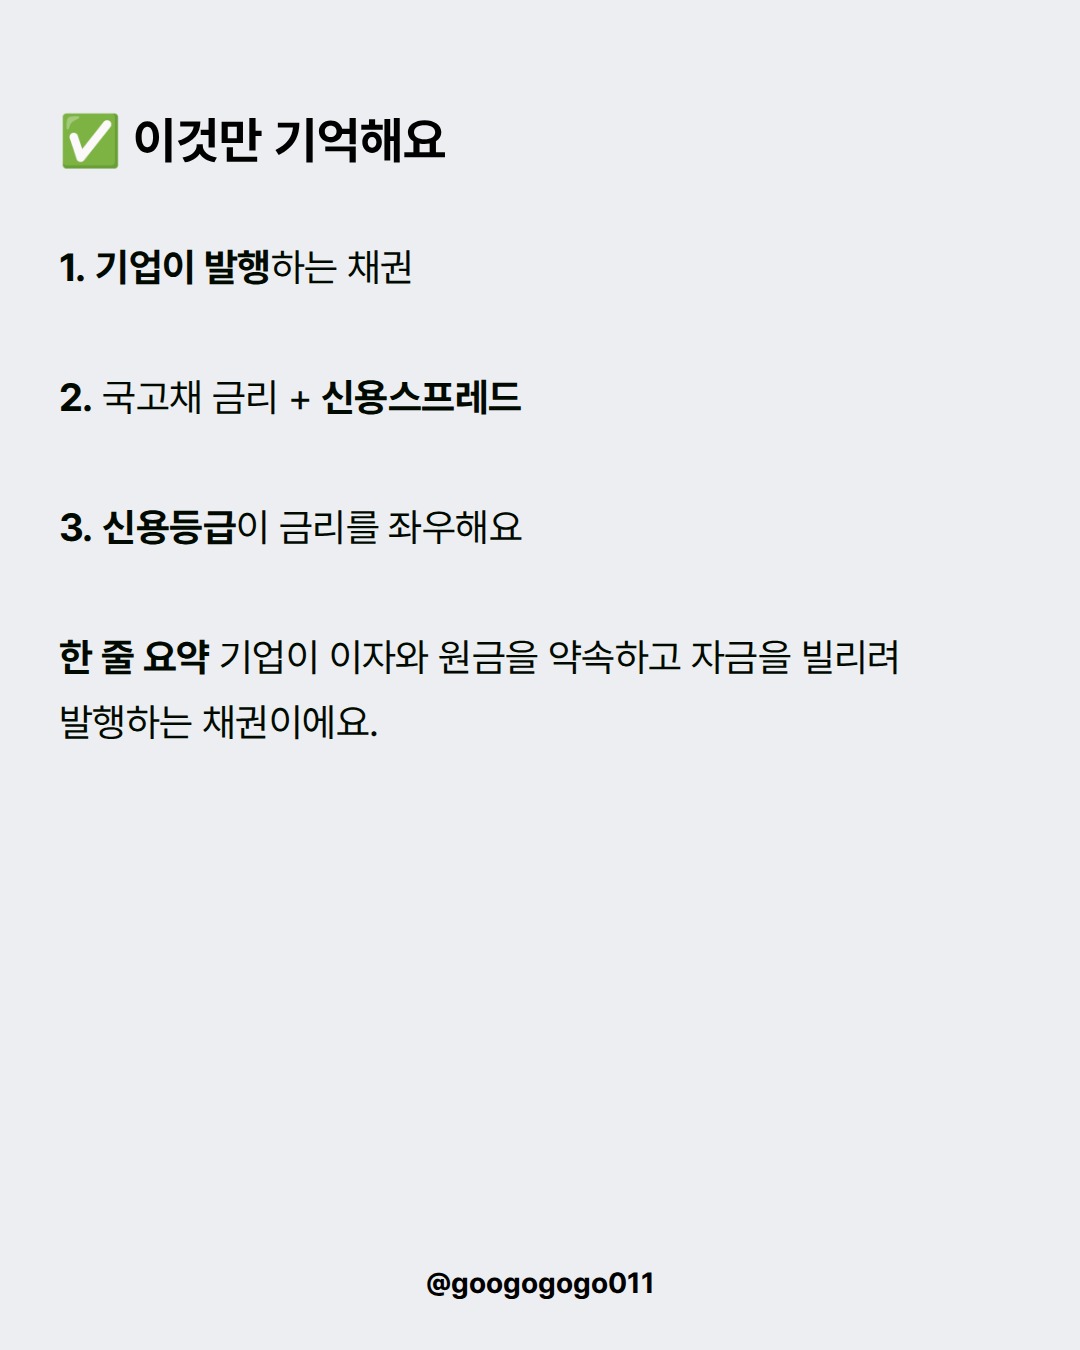 ✅ 이것만 기억해요
1. 기업이 발행하는 채권
2. 국고채 금리 + 신용스프레드
3. 신용등급이 금리를 좌우해요
한 줄 요약 기업이 이자와 원금을 약속하고 자금을 빌리려
발행하는 채권이에요.
@googogogo011